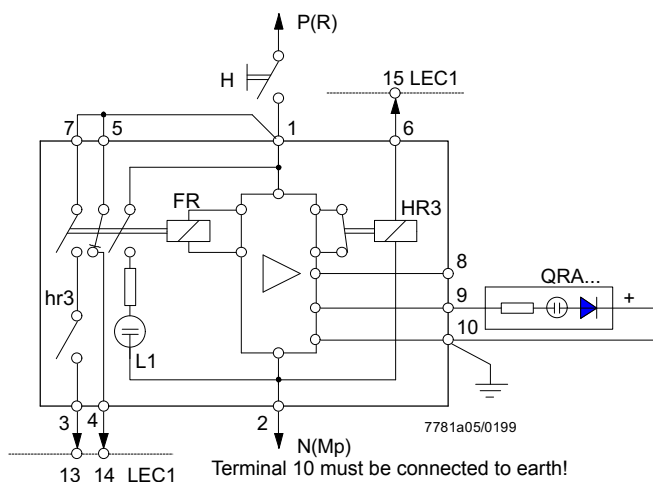 P(R)
H
15 LEC1
7
5
1
6
FR
HR3
8
QRA...
hr3
9
+
10
L1
3
4
2
7781a05/0199
N(Mp)
13
14
LEC1
Terminal 10 must be connected to earth!